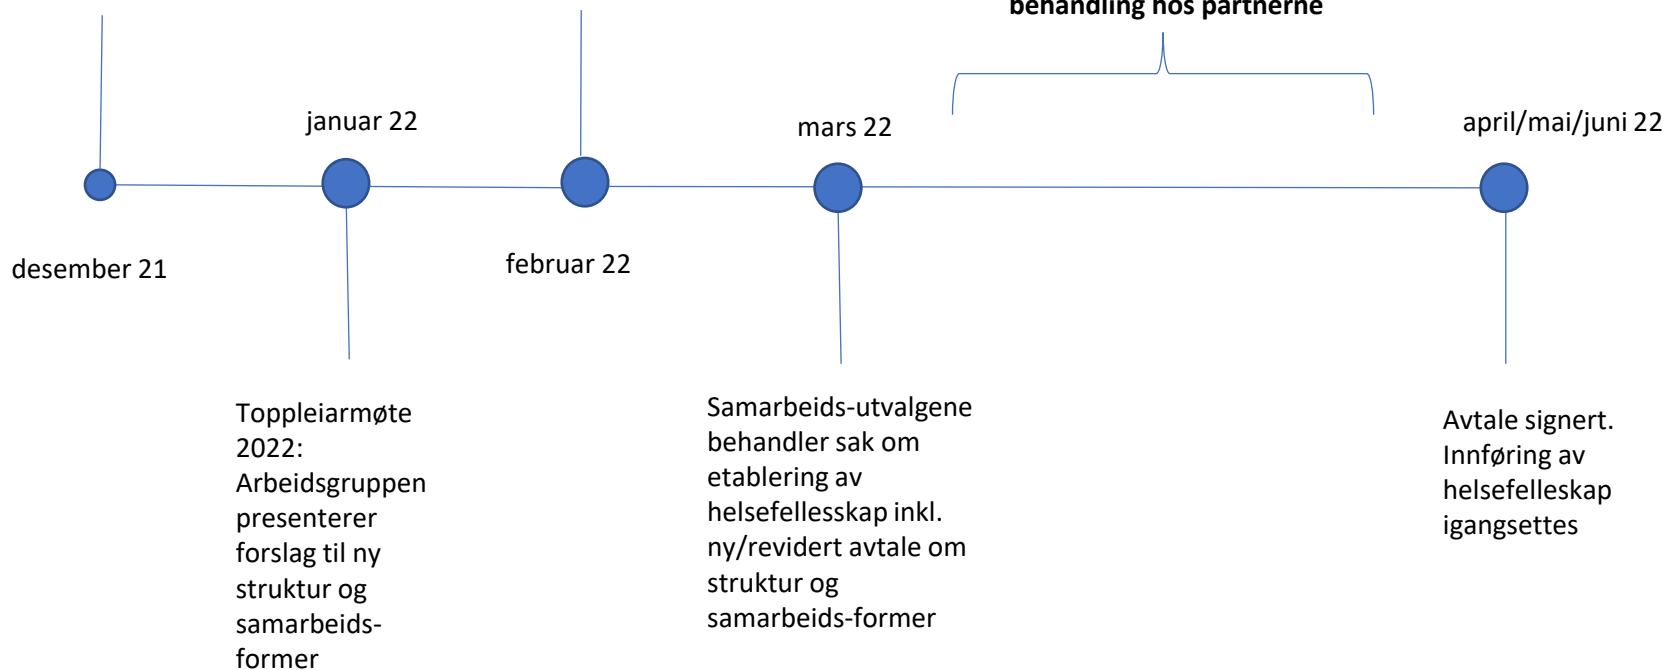 behandling hos partnerne
januar 22
mars 22
april/mai/juni 22
desember 21
februar 22
Toppleiarmøte
2022:
Arbeidsgruppen
presenterer
forslag til ny
struktur og
samarbeids-
former
Samarbeids-utvalgene
behandler sak om
etablering av
helsefellesskap inkl.
ny/revidert avtale om
struktur og
samarbeids-former
Avtale signert.
Innføring av
helsefelleskap
igangsettes